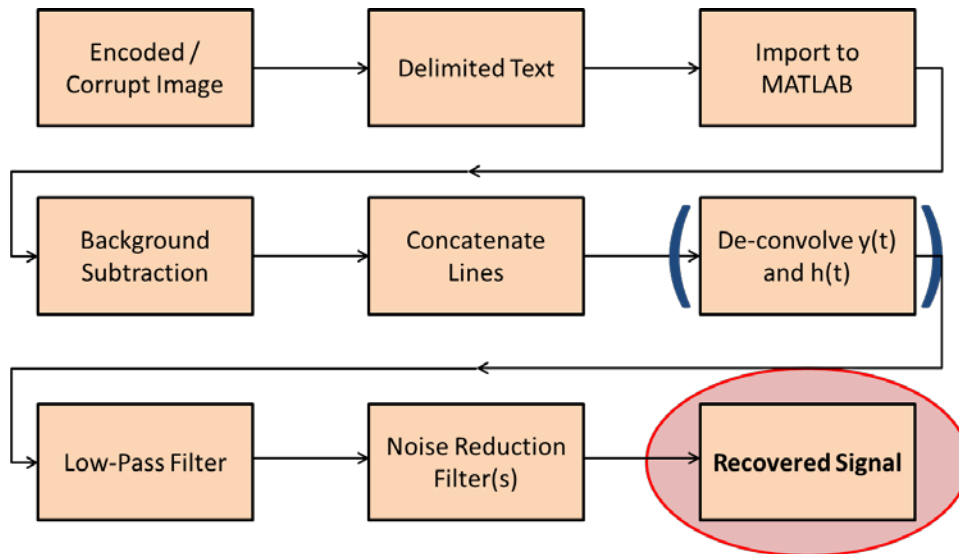 Encoded /
Corrupt Image
Delimited Text
Import to
MATLAB
Background
Subtraction
Concatenate
Lines
De-convolve y(t)
and h(t)
Low-Pass Filter
Noise Reduction
Filter(s)
Recovered Signal